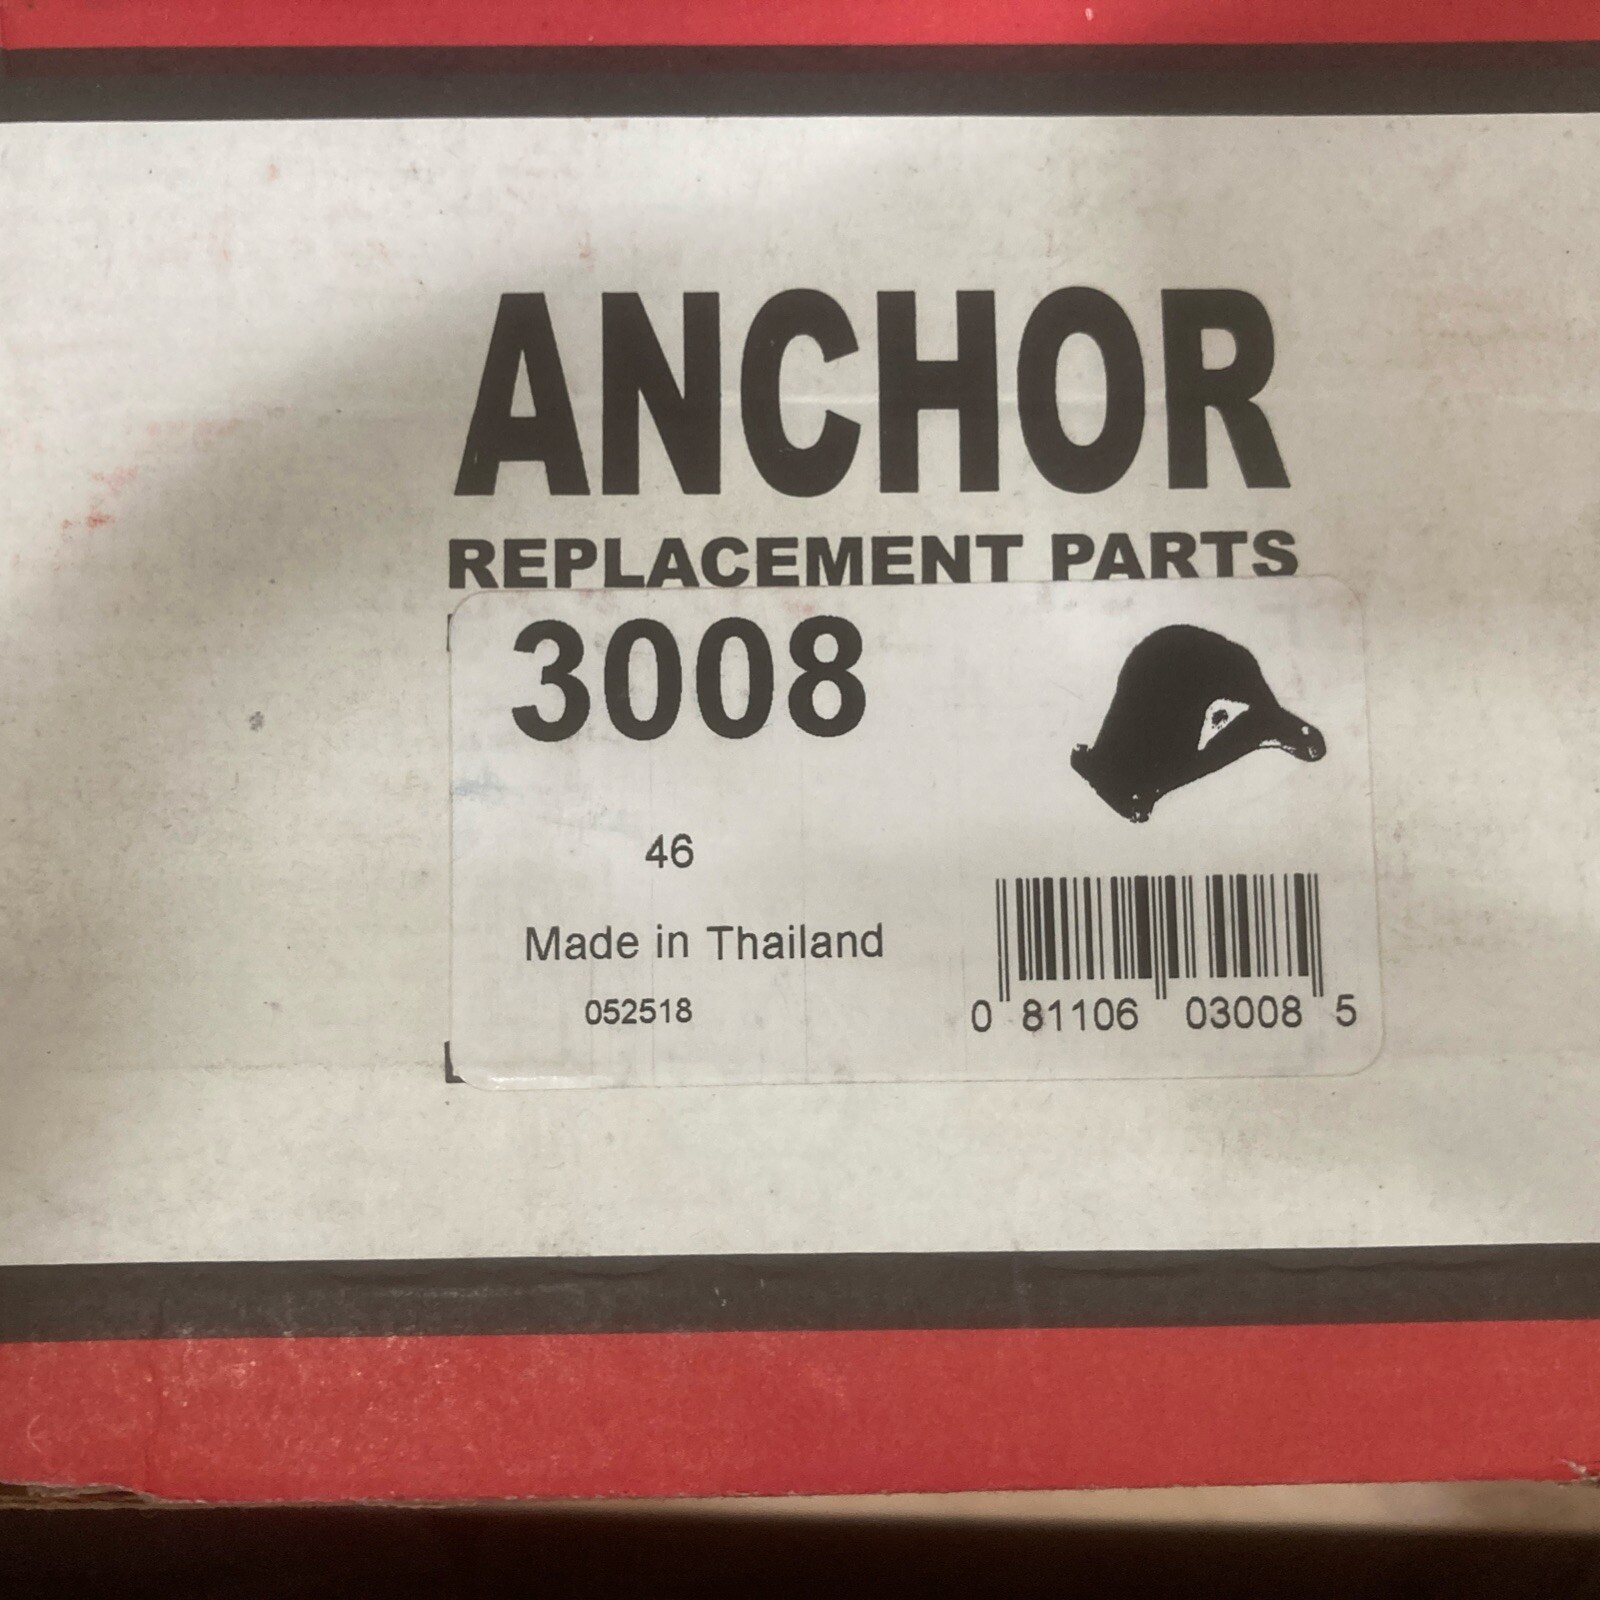 ANCHOR
REPLACEMENT PARTS
3008
46
Made in Thailand
052518
0 81106 03008 5